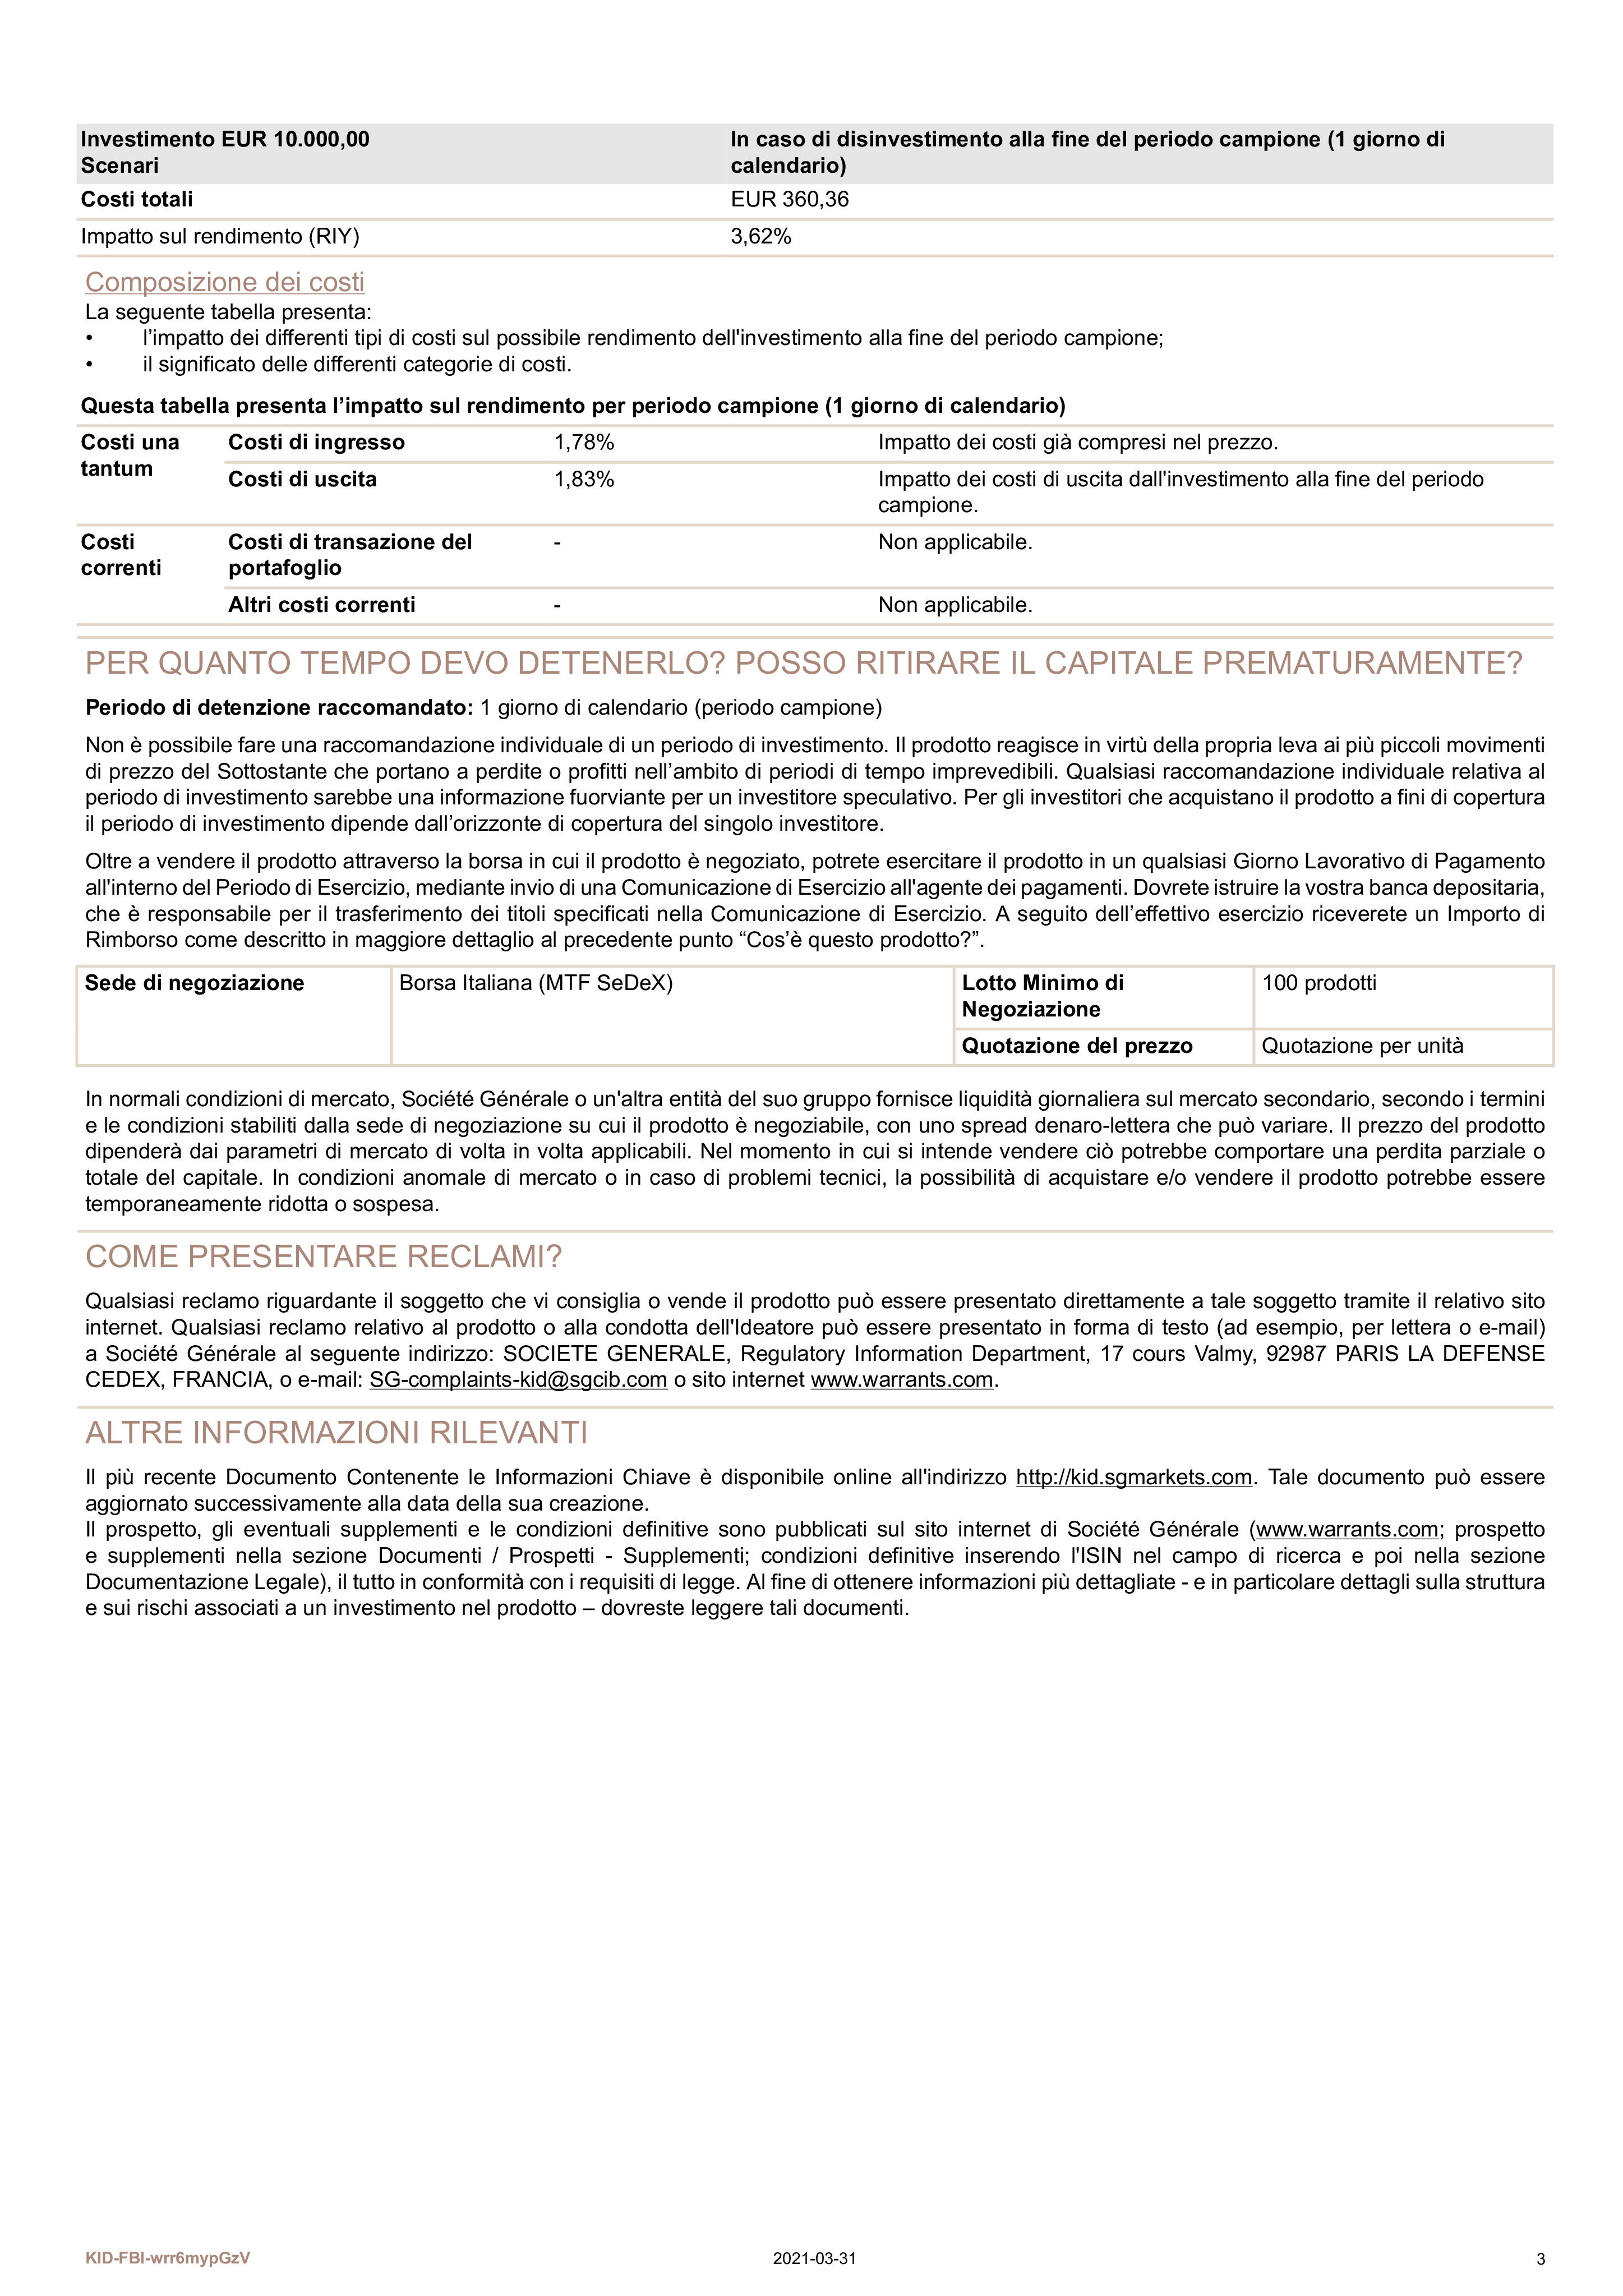 Investimento EUR 10.000,00
Scenari
In caso di disinvestimento alla fine del periodo campione (1 giorno di
calendario)
Costi totali
EUR 360,36
Impatto sul rendimento (RIY)
3,62%
Composizione dei costi
La seguente tabella presenta:
• l’impatto dei differenti tipi di costi sul possibile rendimento dell'investimento alla fine del periodo campione;
• il significato delle differenti categorie di costi.
Questa tabella presenta l’impatto sul rendimento per periodo campione (1 giorno di calendario)
Costi una
tantum
Costi di ingresso
1,78%
Impatto dei costi già compresi nel prezzo.
Costi di uscita
1,83%
Impatto dei costi di uscita dall'investimento alla fine del periodo
campione.
Costi
correnti
Costi di transazione del
portafoglio
-
Non applicabile.
Altri costi correnti
-
Non applicabile.
PER QUANTO TEMPO DEVO DETENERLO? POSSO RITIRARE IL CAPITALE PREMATURAMENTE?
Periodo di detenzione raccomandato: 1 giorno di calendario (periodo campione)
Non è possibile fare una raccomandazione individuale di un periodo di investimento. Il prodotto reagisce in virtù della propria leva ai più piccoli movimenti
di prezzo del Sottostante che portano a perdite o profitti nell’ambito di periodi di tempo imprevedibili. Qualsiasi raccomandazione individuale relativa al
periodo di investimento sarebbe una informazione fuorviante per un investitore speculativo. Per gli investitori che acquistano il prodotto a fini di copertura
il periodo di investimento dipende dall’orizzonte di copertura del singolo investitore.
Oltre a vendere il prodotto attraverso la borsa in cui il prodotto è negoziato, potrete esercitare il prodotto in un qualsiasi Giorno Lavorativo di Pagamento
all'interno del Periodo di Esercizio, mediante invio di una Comunicazione di Esercizio all'agente dei pagamenti. Dovrete istruire la vostra banca depositaria,
che è responsabile per il trasferimento dei titoli specificati nella Comunicazione di Esercizio. A seguito dell’effettivo esercizio riceverete un Importo di
Rimborso come descritto in maggiore dettaglio al precedente punto “Cos’è questo prodotto?”.
Sede di negoziazione
Borsa Italiana (MTF SeDeX)
Lotto Minimo di
Negoziazione
100 prodotti
Quotazione del prezzo
Quotazione per unità
In normali condizioni di mercato, Société Générale o un'altra entità del suo gruppo fornisce liquidità giornaliera sul mercato secondario, secondo i termini
e le condizioni stabiliti dalla sede di negoziazione su cui il prodotto è negoziabile, con uno spread denaro-lettera che può variare. Il prezzo del prodotto
dipenderà dai parametri di mercato di volta in volta applicabili. Nel momento in cui si intende vendere ciò potrebbe comportare una perdita parziale o
totale del capitale. In condizioni anomale di mercato o in caso di problemi tecnici, la possibilità di acquistare e/o vendere il prodotto potrebbe essere
temporaneamente ridotta o sospesa.
COME PRESENTARE RECLAMI?
Qualsiasi reclamo riguardante il soggetto che vi consiglia o vende il prodotto può essere presentato direttamente a tale soggetto tramite il relativo sito
internet. Qualsiasi reclamo relativo al prodotto o alla condotta dell'Ideatore può essere presentato in forma di testo (ad esempio, per lettera o e-mail)
a Société Générale al seguente indirizzo: SOCIETE GENERALE, Regulatory Information Department, 17 cours Valmy, 92987 PARIS LA DEFENSE
CEDEX, FRANCIA, o e-mail: SG-complaints-kid@sgcib.com o sito internet www.warrants.com.
ALTRE INFORMAZIONI RILEVANTI
Il più recente Documento Contenente le Informazioni Chiave è disponibile online all'indirizzo http://kid.sgmarkets.com. Tale documento può essere
aggiornato successivamente alla data della sua creazione.
Il prospetto, gli eventuali supplementi e le condizioni definitive sono pubblicati sul sito internet di Société Générale (www.warrants.com; prospetto
e supplementi nella sezione Documenti / Prospetti - Supplementi; condizioni definitive inserendo l'ISIN nel campo di ricerca e poi nella sezione
Documentazione Legale), il tutto in conformità con i requisiti di legge. Al fine di ottenere informazioni più dettagliate - e in particolare dettagli sulla struttura
e sui rischi associati a un investimento nel prodotto – dovreste leggere tali documenti.
KID-FBI-wrr6mypGzV
2021-03-31
3